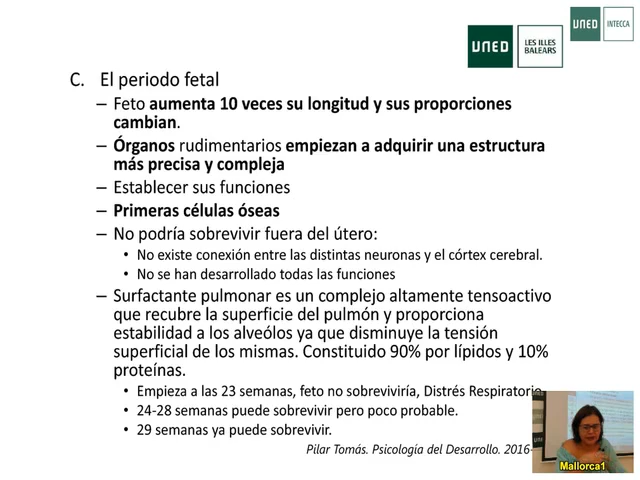 UNED
INTECCA
UNED
LES ILLES
BALEARS
C. El periodo fetal
– Feto aumenta 10 veces su longitud y sus proporciones
cambian.
– Órganos rudimentarios empiezan a adquirir una estructura
más precisa y compleja
– Establecer sus funciones
– Primeras células óseas
– No podría sobrevivir fuera del útero:
• No existe conexión entre las distintas neuronas y el córtex cerebral.
• No se han desarrollado todas las funciones
– Surfactante pulmonar es un complejo altamente tensoactivo
que recubre la superficie del pulmón y proporciona
estabilidad a los alveólos ya que disminuye la tensión
superficial de los mismas. Constituido 90% por lípidos y 10%
proteínas.
• Empieza a las 23 semanas, feto no sobreviviría, Distrés Respiratorio
• 24-28 semanas puede sobrevivir pero poco probable.
• 29 semanas ya puede sobrevivir.
Pilar Tomás. Psicología del Desarrollo. 2016-
Mallorca1